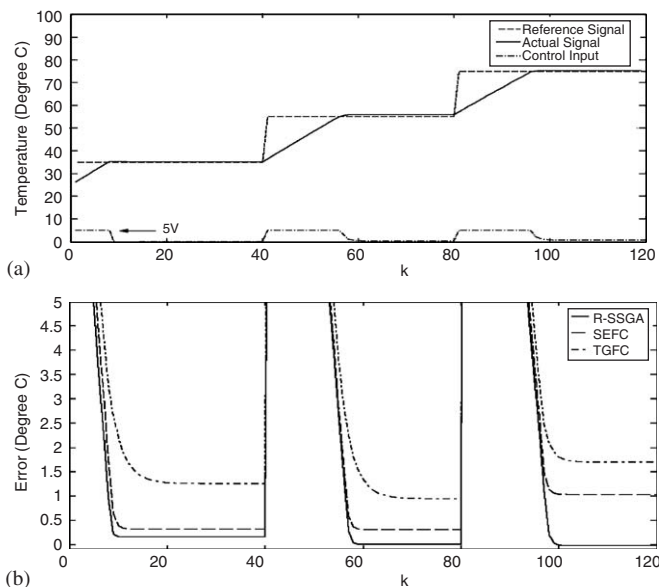 100
90
80
70
60
50
40
30
20
10
0
Temperature (Degree C)
Reference Signal
Actual Signal
Control Input
5V
0 20 40 60 80 100 120
k
(a)
5
4.5
4
3.5
3
2.5
2
1.5
1
0.5
0
Error (Degree C)
R-SSGA
SEFC
TGFC
0 20 40 60 80 100 120
k
(b)